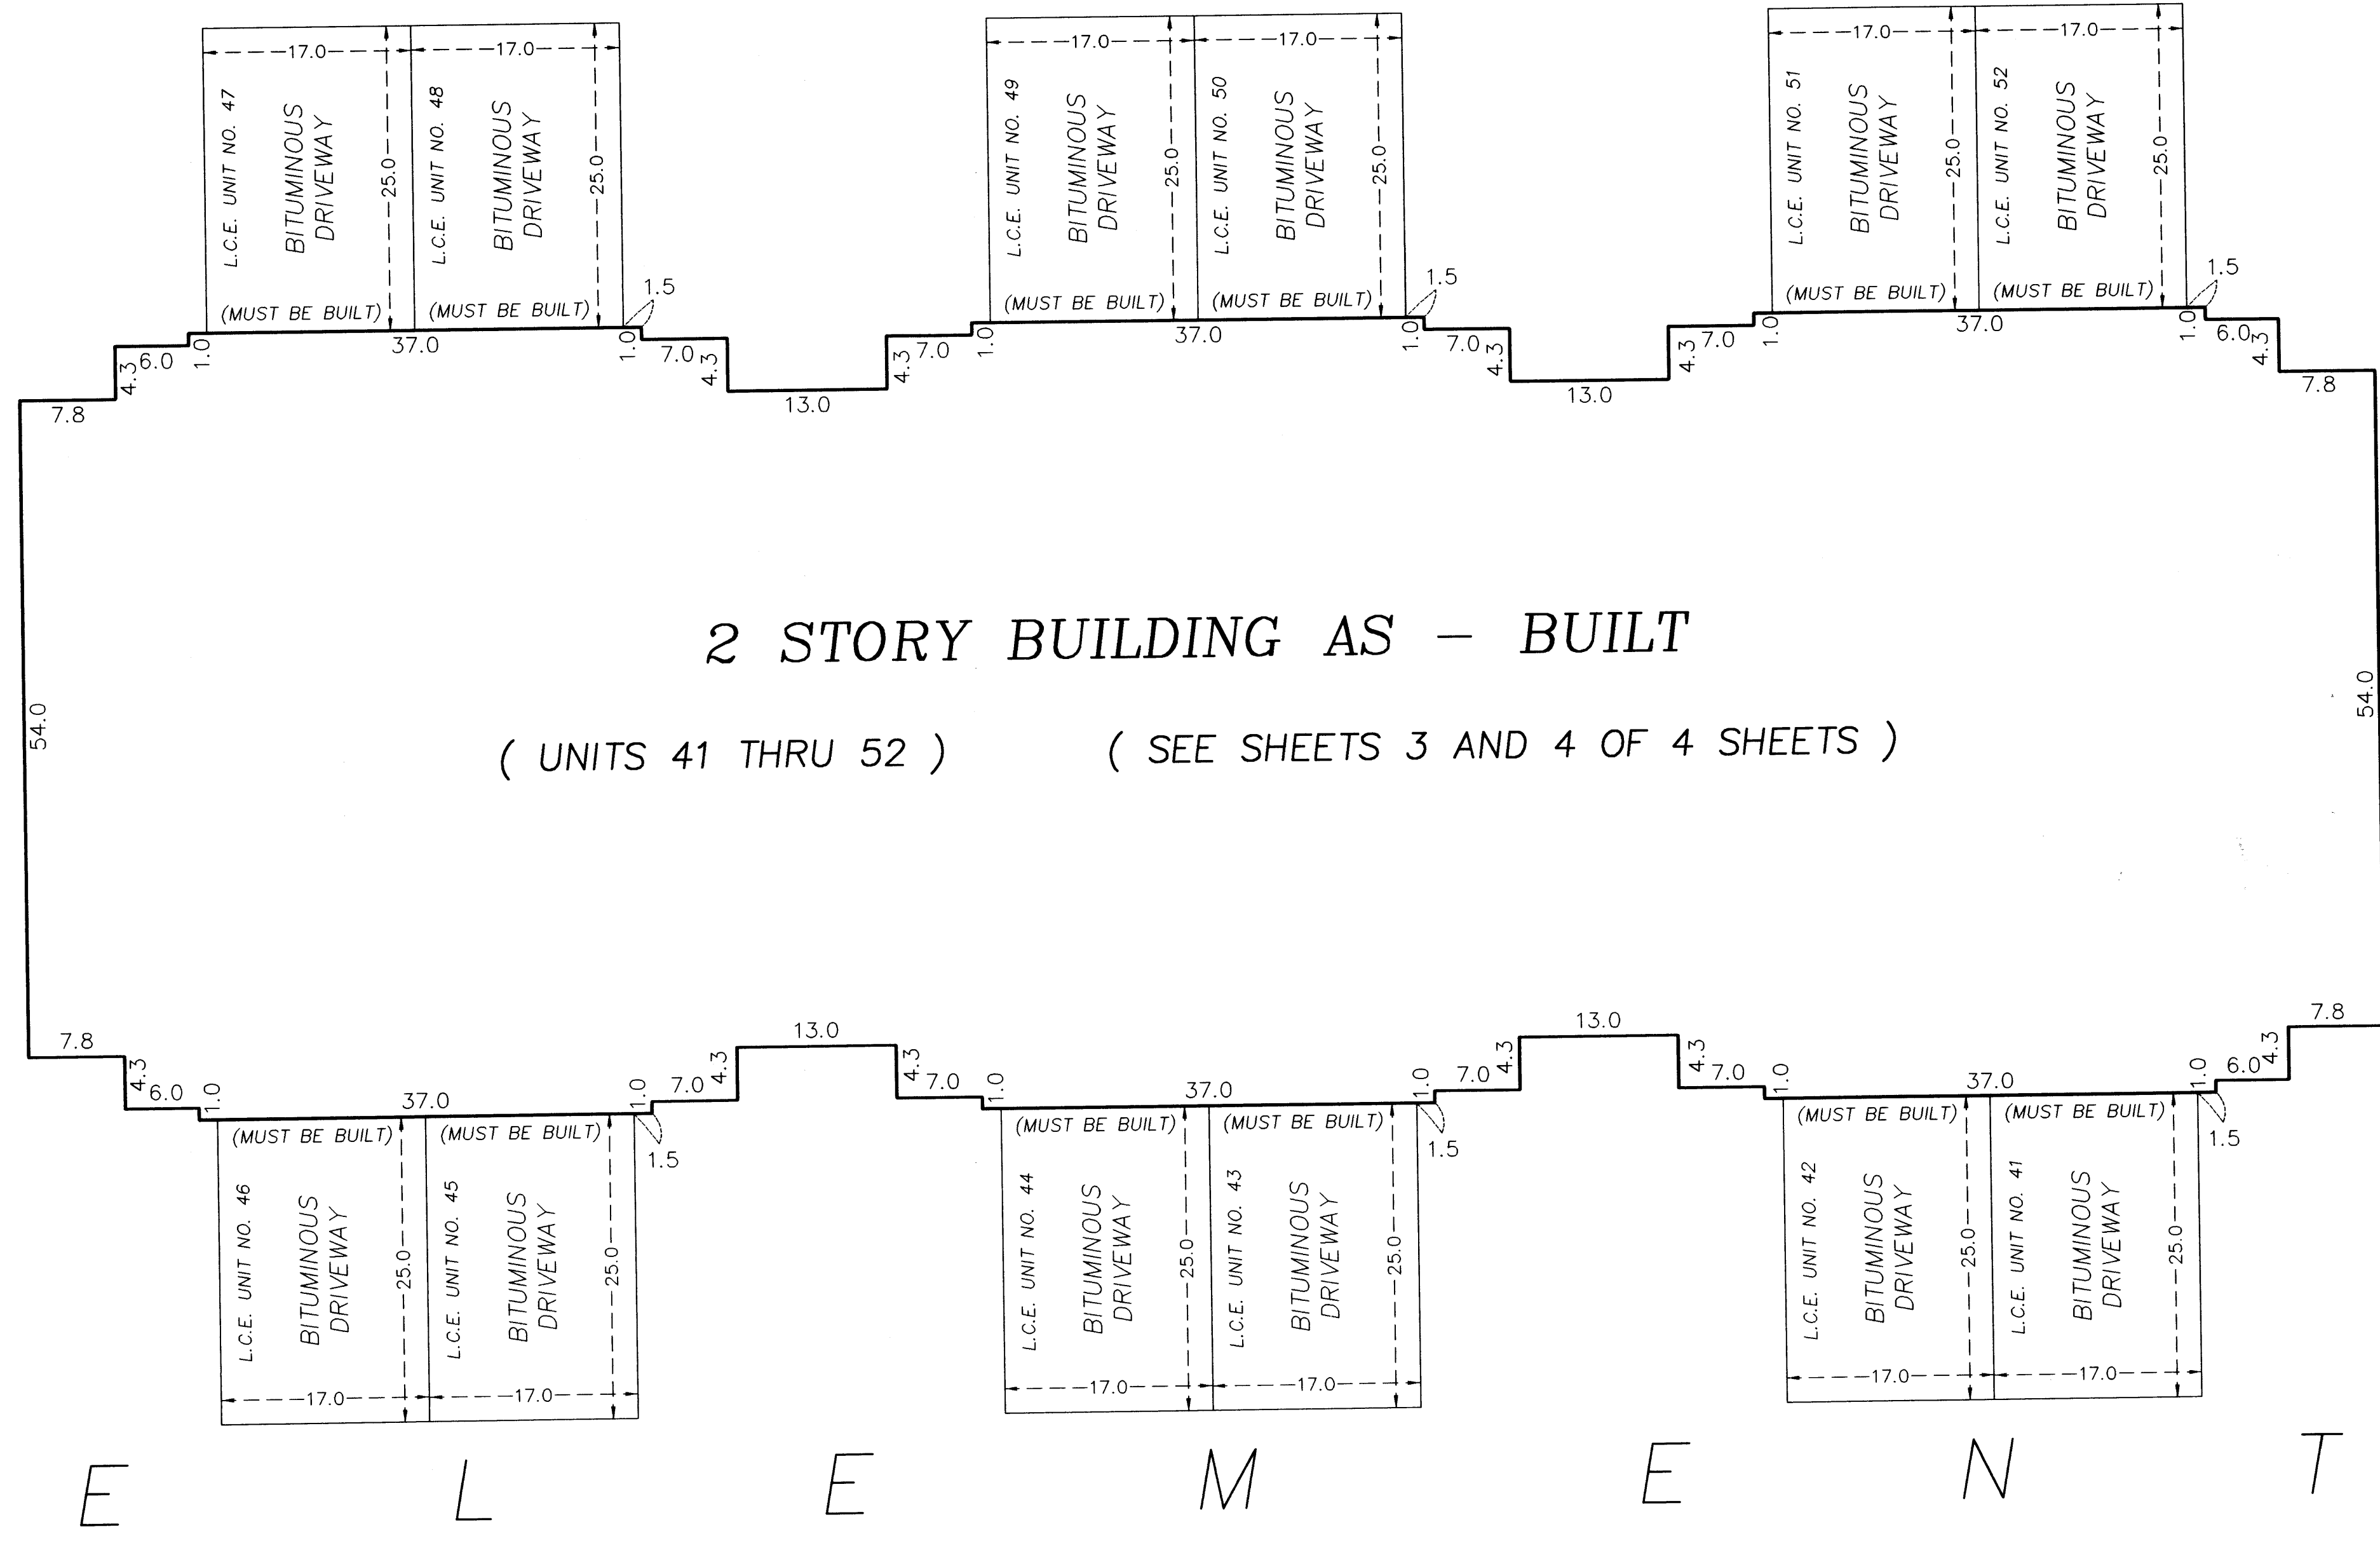 17.0 17.0 17.0 17.0 17.0 17.0
L.C.E. UNIT NO. 47
BITUMINOUS
DRIVEWAY
25.0
(MUST BE BUILT)
L.C.E. UNIT NO. 48
BITUMINOUS
DRIVEWAY
25.0
(MUST BE BUILT)
1.5
L.C.E. UNIT NO. 49
BITUMINOUS
DRIVEWAY
25.0
(MUST BE BUILT)
L.C.E. UNIT NO. 50
BITUMINOUS
DRIVEWAY
25.0
(MUST BE BUILT)
1.5
L.C.E. UNIT NO. 51
BITUMINOUS
DRIVEWAY
25.0
(MUST BE BUILT)
L.C.E. UNIT NO. 52
BITUMINOUS
DRIVEWAY
25.0
(MUST BE BUILT)
1.5
7.8 4.3 6.0 1.0 37.0 1.0 7.0 4.3 13.0 4.3 7.0 1.0 37.0 1.0 7.0 4.3 13.0 4.3 7.0 1.0 37.0 1.0 6.0 4.3 7.8
2 STORY BUILDING AS – BUILT
54.0
54.0
( UNITS 41 THRU 52 ) ( SEE SHEETS 3 AND 4 OF 4 SHEETS )
7.8 4.3 6.0 1.0 37.0 1.0 7.0 4.3 13.0 4.3 7.0 1.0 37.0 1.0 7.0 4.3 13.0 4.3 7.0 1.0 37.0 1.0 6.0 4.3 7.8
(MUST BE BUILT)
L.C.E. UNIT NO. 46
BITUMINOUS
DRIVEWAY
25.0
(MUST BE BUILT)
L.C.E. UNIT NO. 45
BITUMINOUS
DRIVEWAY
25.0
1.5
(MUST BE BUILT)
L.C.E. UNIT NO. 44
BITUMINOUS
DRIVEWAY
25.0
(MUST BE BUILT)
L.C.E. UNIT NO. 43
BITUMINOUS
DRIVEWAY
25.0
1.5
(MUST BE BUILT)
L.C.E. UNIT NO. 42
BITUMINOUS
DRIVEWAY
25.0
(MUST BE BUILT)
L.C.E. UNIT NO. 41
BITUMINOUS
DRIVEWAY
25.0
1.5
17.0 17.0 17.0 17.0 17.0 17.0
E L E M E N T